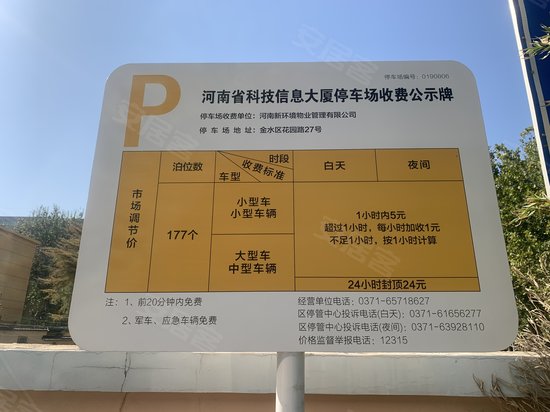 停车场编号：0190606
P
河南省科技信息大厦停车场收费公示牌
停车场收费单位：河南新环境物业管理有限公司
停 车 场 地 址：金水区花园路27号
泊位数
时段
收费标准
车型
白天
夜间
市场调节价
177个
小型车
小型车辆
大型车
中型车辆
1小时内5元
超过1小时，每小时加收1元
不足1小时，按1小时计算
24小时封顶24元
注：1、前20分钟内免费
2、军车、应急车辆免费
经营单位电话：0371-65718627
区停管中心投诉电话(白天)：0371-61656277
区停管中心投诉电话(夜间)：0371-63928110
价格监督举报电话：12315
安居客